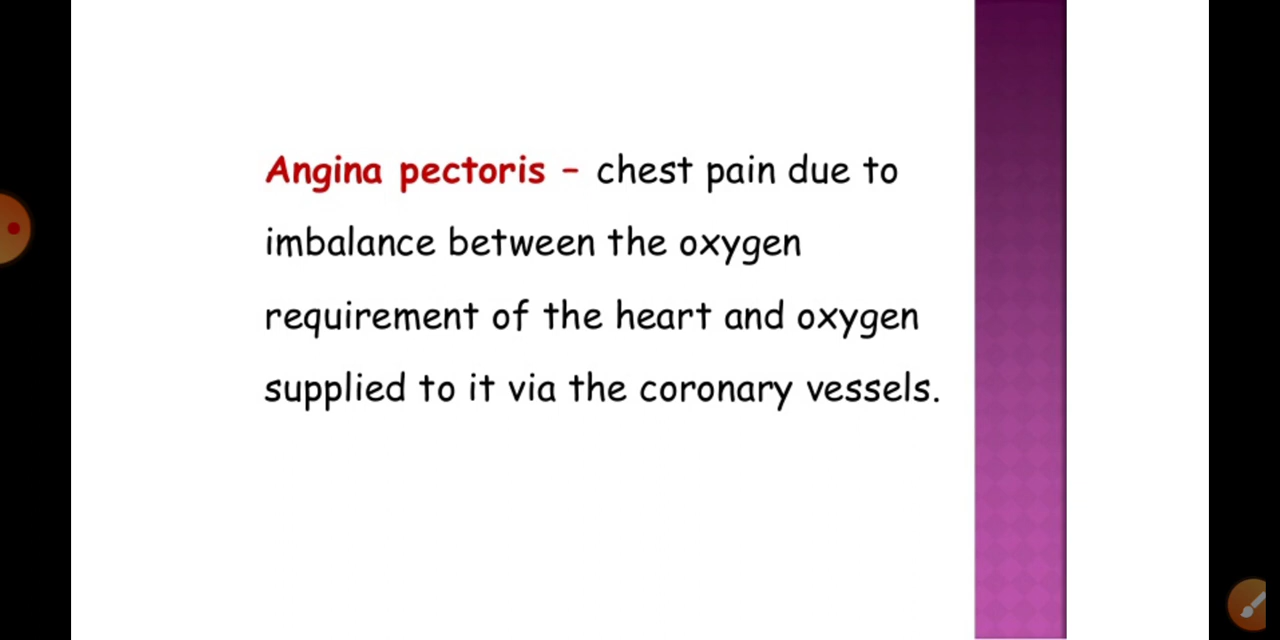 Angina pectoris – chest pain due to
imbalance between the oxygen
requirement of the heart and oxygen
supplied to it via the coronary vessels.